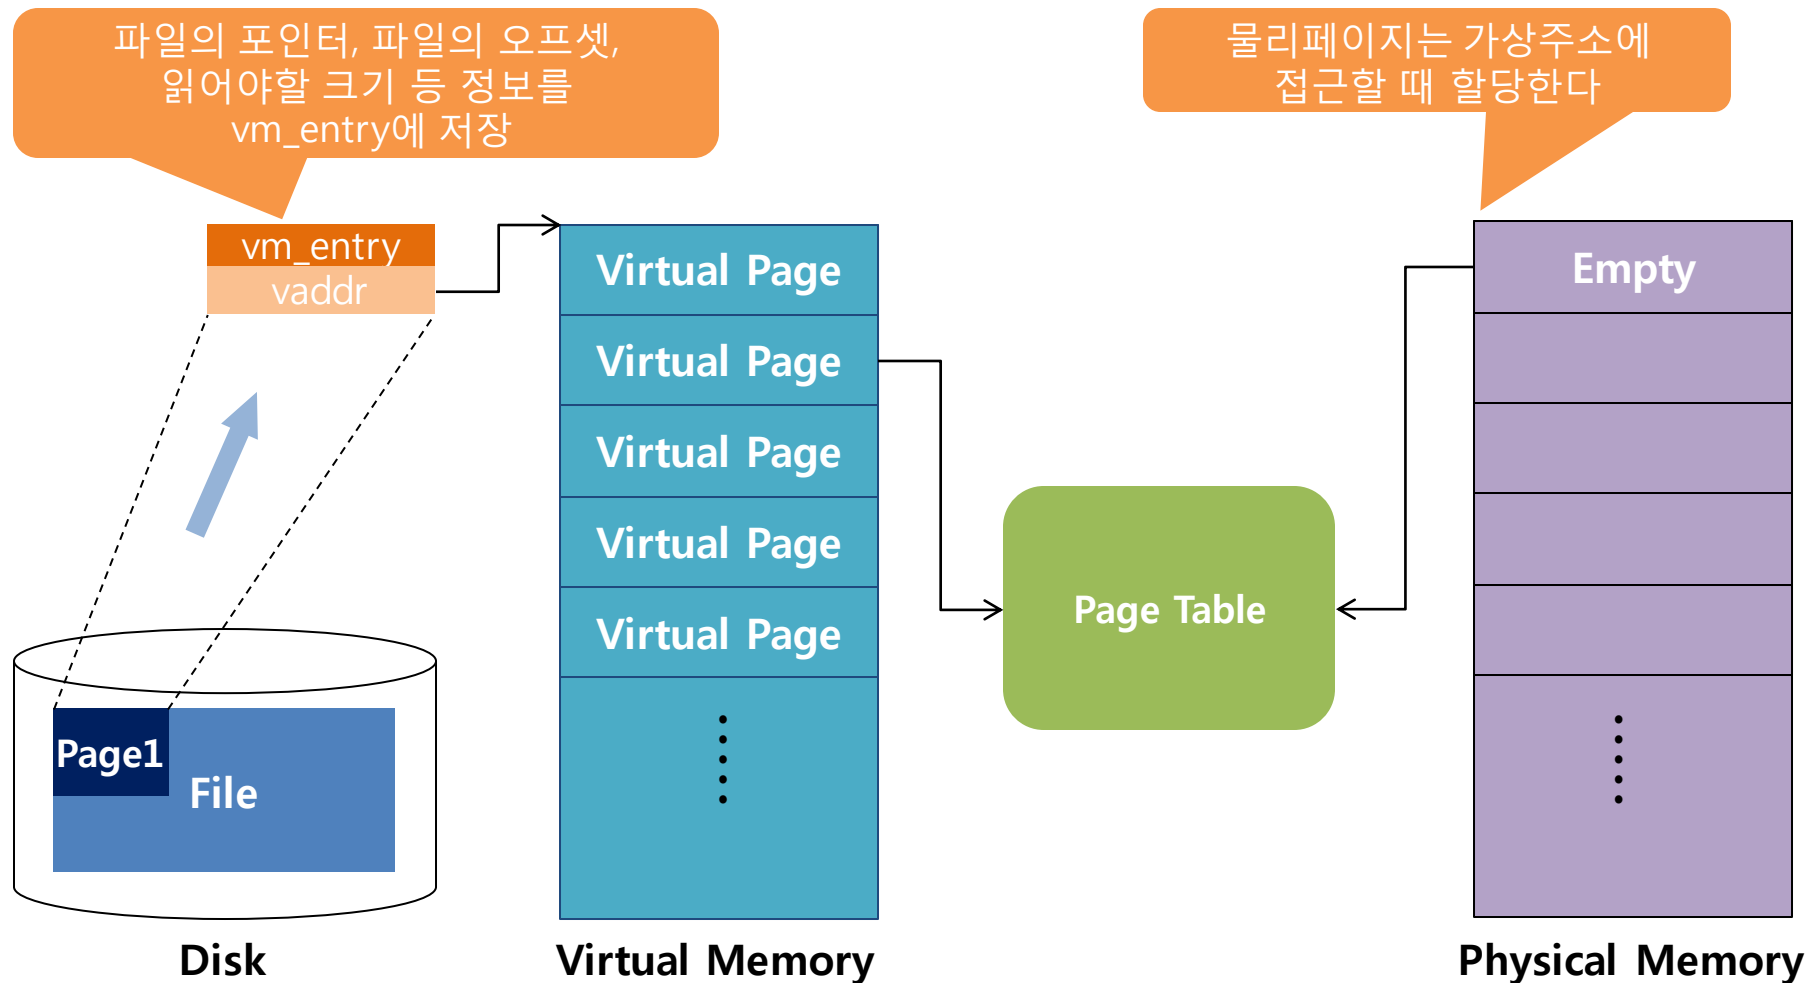 파일의 포인터, 파일의 오프셋,
읽어야할 크기 등 정보를
vm_entry에 저장
물리페이지는 가상주소에
접근할 때 할당한다
vm_entry
vaddr
Virtual Page
Virtual Page
Virtual Page
Virtual Page
Virtual Page
Empty
Page Table
Page1
File
Disk
Virtual Memory
Physical Memory